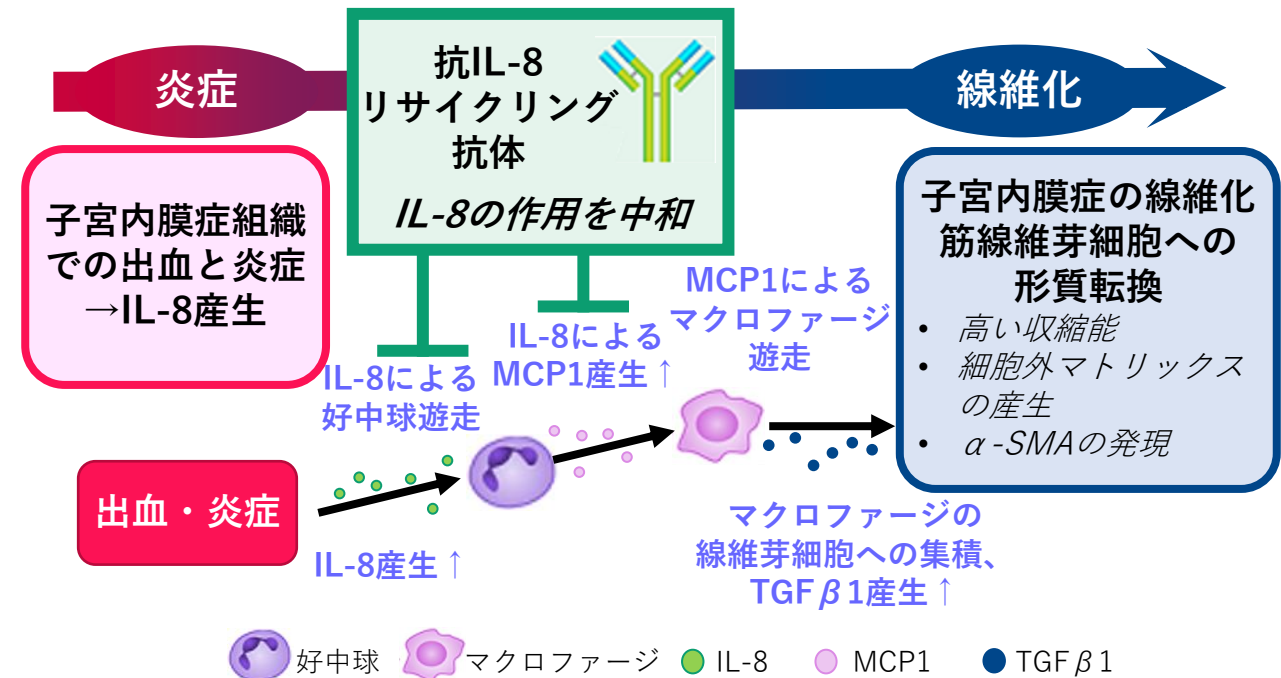 炎症
抗IL-8
リサイクリング
抗体
IL-8の作用を中和
線維化
子宮内膜症組織
での出血と炎症
→IL-8産生
子宮内膜症の線維化
筋線維芽細胞への
形質転換
• 高い収縮能
• 細胞外マトリックス
の産生
• α-SMAの発現
IL-8による
好中球遊走
IL-8による
MCP1産生↑
MCP1による
マクロファージ
遊走
出血・炎症
IL-8産生↑
マクロファージの
線維芽細胞への集積、
TGFβ1産生↑
好中球 マクロファージ IL-8 MCP1 TGFβ1